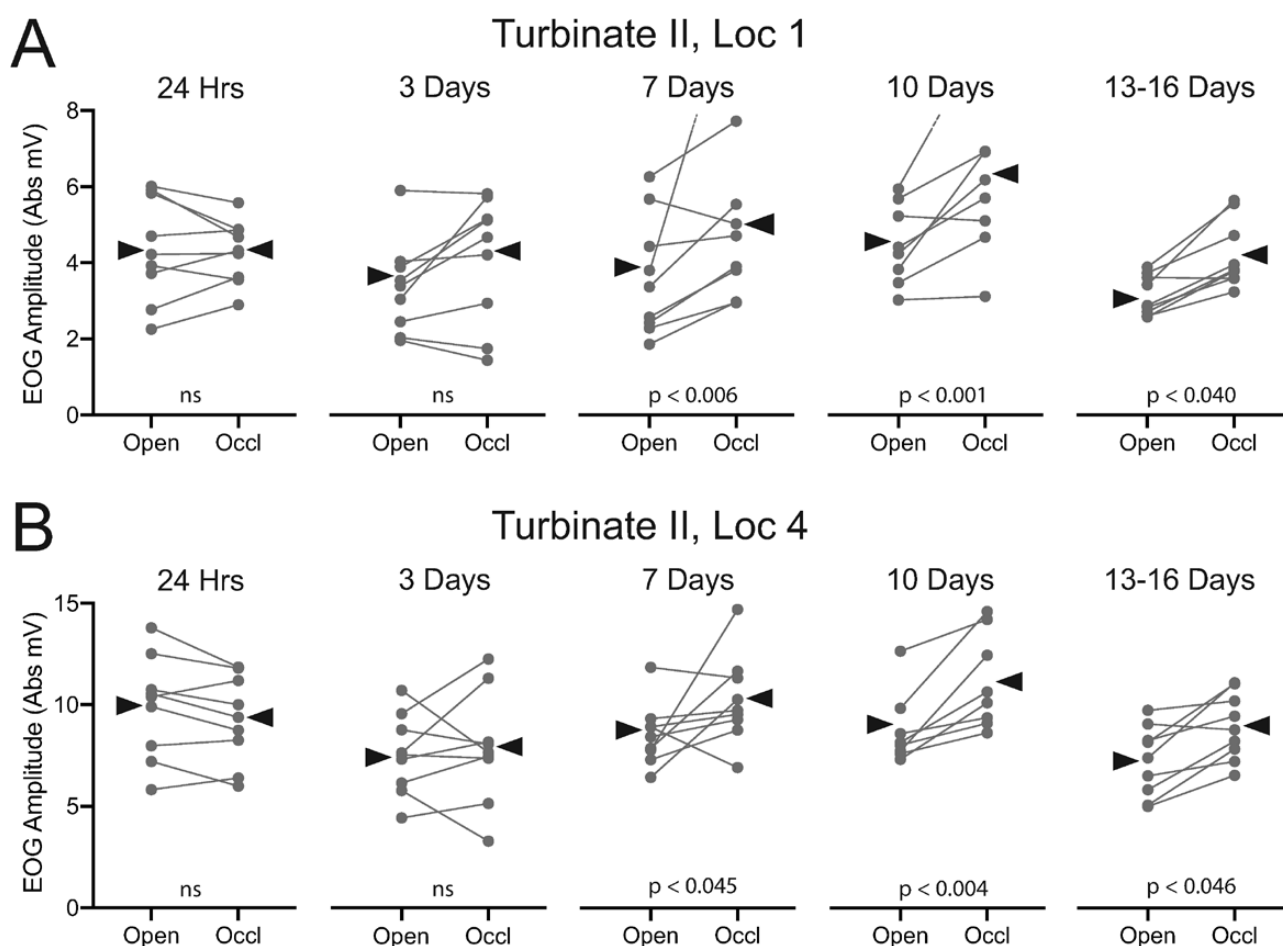 A
Turbinate II, Loc 1
24 Hrs 3 Days 7 Days 10 Days 13-16 Days
EOG Amplitude (Abs mV)
8
6
4
2
0
ns ns p < 0.006 p < 0.001 p < 0.040
Open Occl Open Occl Open Occl Open Occl Open Occl
B
Turbinate II, Loc 4
24 Hrs 3 Days 7 Days 10 Days 13-16 Days
EOG Amplitude (Abs mV)
15
10
5
0
ns ns p < 0.045 p < 0.004 p < 0.046
Open Occl Open Occl Open Occl Open Occl Open Occl